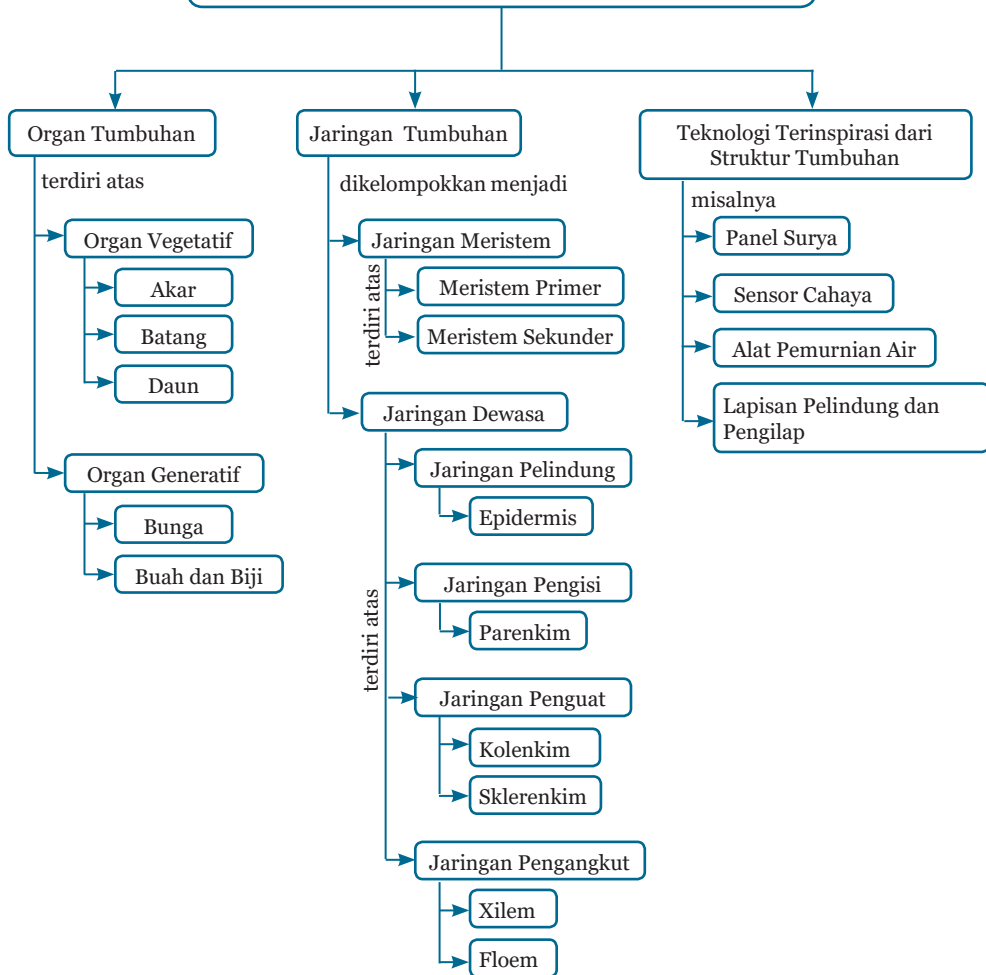 Organ Tumbuhan
terdiri atas
Organ Vegetatif
Akar
Batang
Daun
Organ Generatif
Bunga
Buah dan Biji
Jaringan Tumbuhan
dikelompokkan menjadi
Jaringan Meristem
terdiri atas
Meristem Primer
Meristem Sekunder
Jaringan Dewasa
terdiri atas
Jaringan Pelindung
Epidermis
Jaringan Pengisi
Parenkim
Jaringan Penguat
Kolenkim
Sklerenkim
Jaringan Pengangkut
Xilem
Floem
Teknologi Terinspirasi dari
Struktur Tumbuhan
misalnya
Panel Surya
Sensor Cahaya
Alat Pemurnian Air
Lapisan Pelindung dan
Pengilap